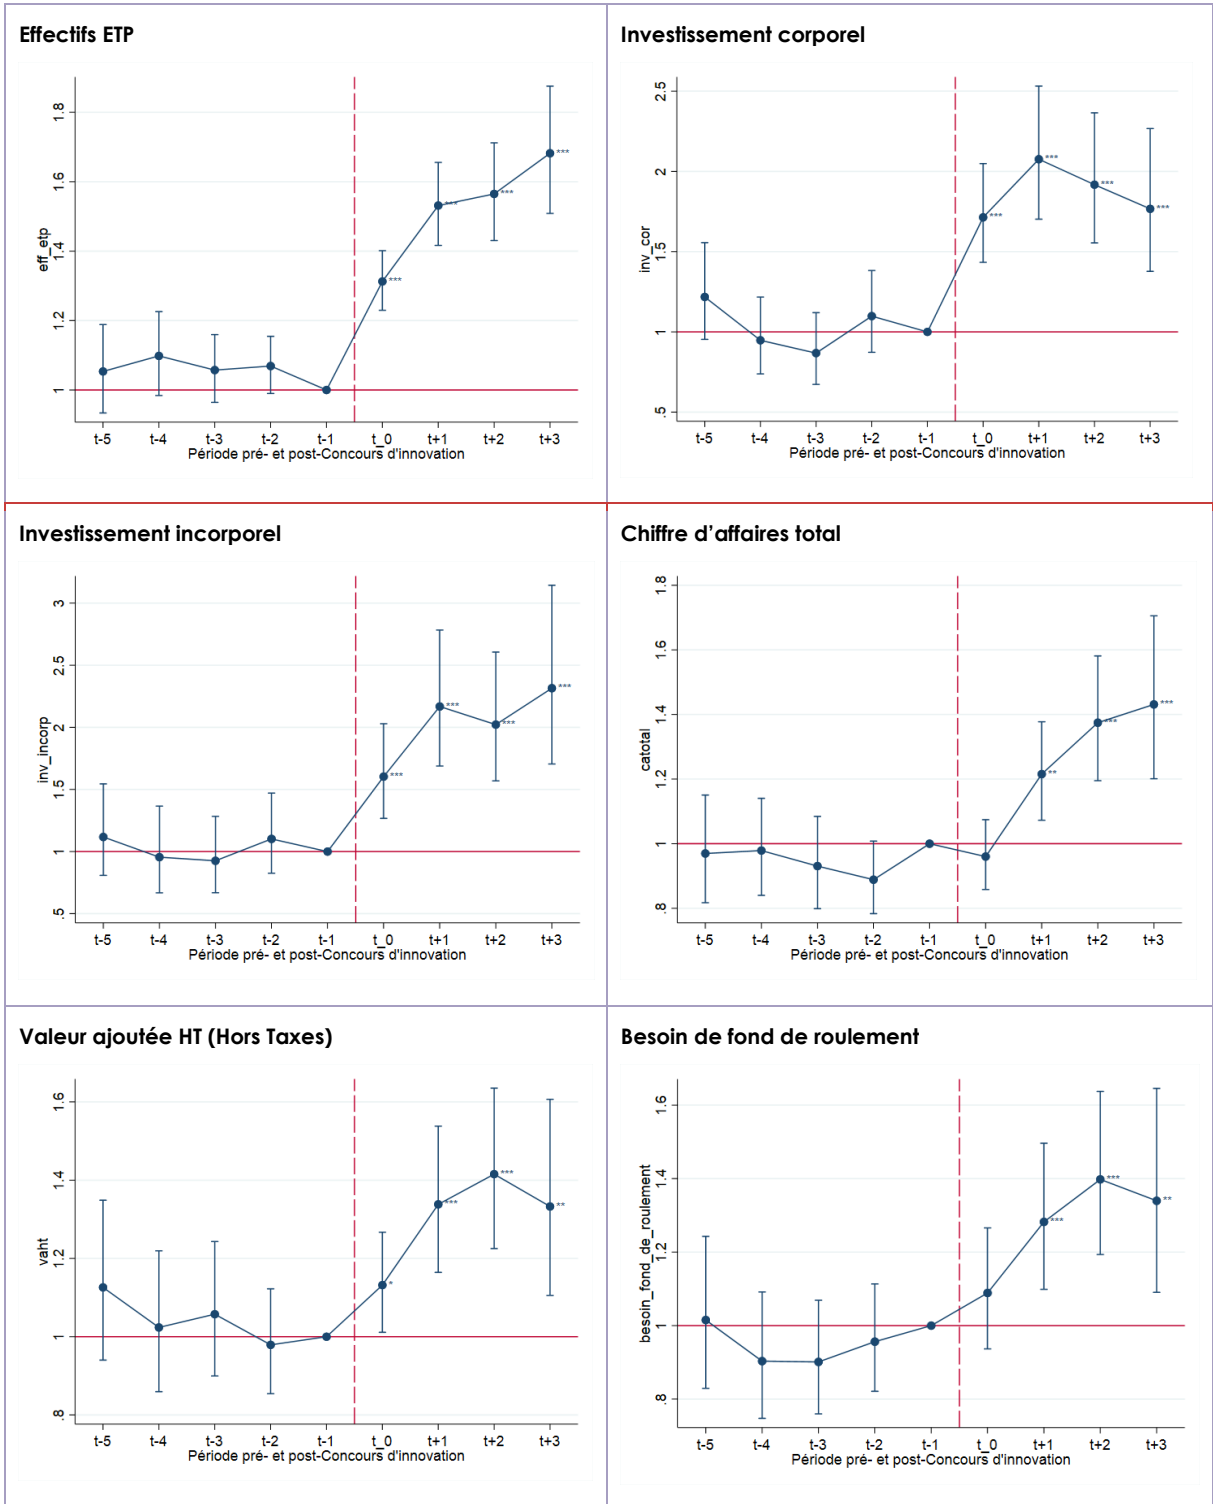 Effectifs ETP
eff_etp
1.8
1.6
1.4
1.2
1
***
***
***
***
t-5 t-4 t-3 t-2 t-1 t_0 t+1 t+2 t+3
Période pré- et post-Concours d'innovation
Investissement corporel
inv_cor
2.5
2
1.5
1
.5
***
***
***
***
t-5 t-4 t-3 t-2 t-1 t_0 t+1 t+2 t+3
Période pré- et post-Concours d'innovation
Investissement incorporel
inv_incorp
3
2.5
2
1.5
1
.5
***
***
***
***
t-5 t-4 t-3 t-2 t-1 t_0 t+1 t+2 t+3
Période pré- et post-Concours d'innovation
Chiffre d’affaires total
catotal
1.8
1.6
1.4
1.2
1
.8
**
***
***
t-5 t-4 t-3 t-2 t-1 t_0 t+1 t+2 t+3
Période pré- et post-Concours d'innovation
Valeur ajoutée HT (Hors Taxes)
vaht
1.6
1.4
1.2
1
.8
*
***
***
**
t-5 t-4 t-3 t-2 t-1 t_0 t+1 t+2 t+3
Période pré- et post-Concours d'innovation
Besoin de fond de roulement
besoin_fond_de_roulement
1.6
1.4
1.2
1
.8
***
***
**
t-5 t-4 t-3 t-2 t-1 t_0 t+1 t+2 t+3
Période pré- et post-Concours d'innovation